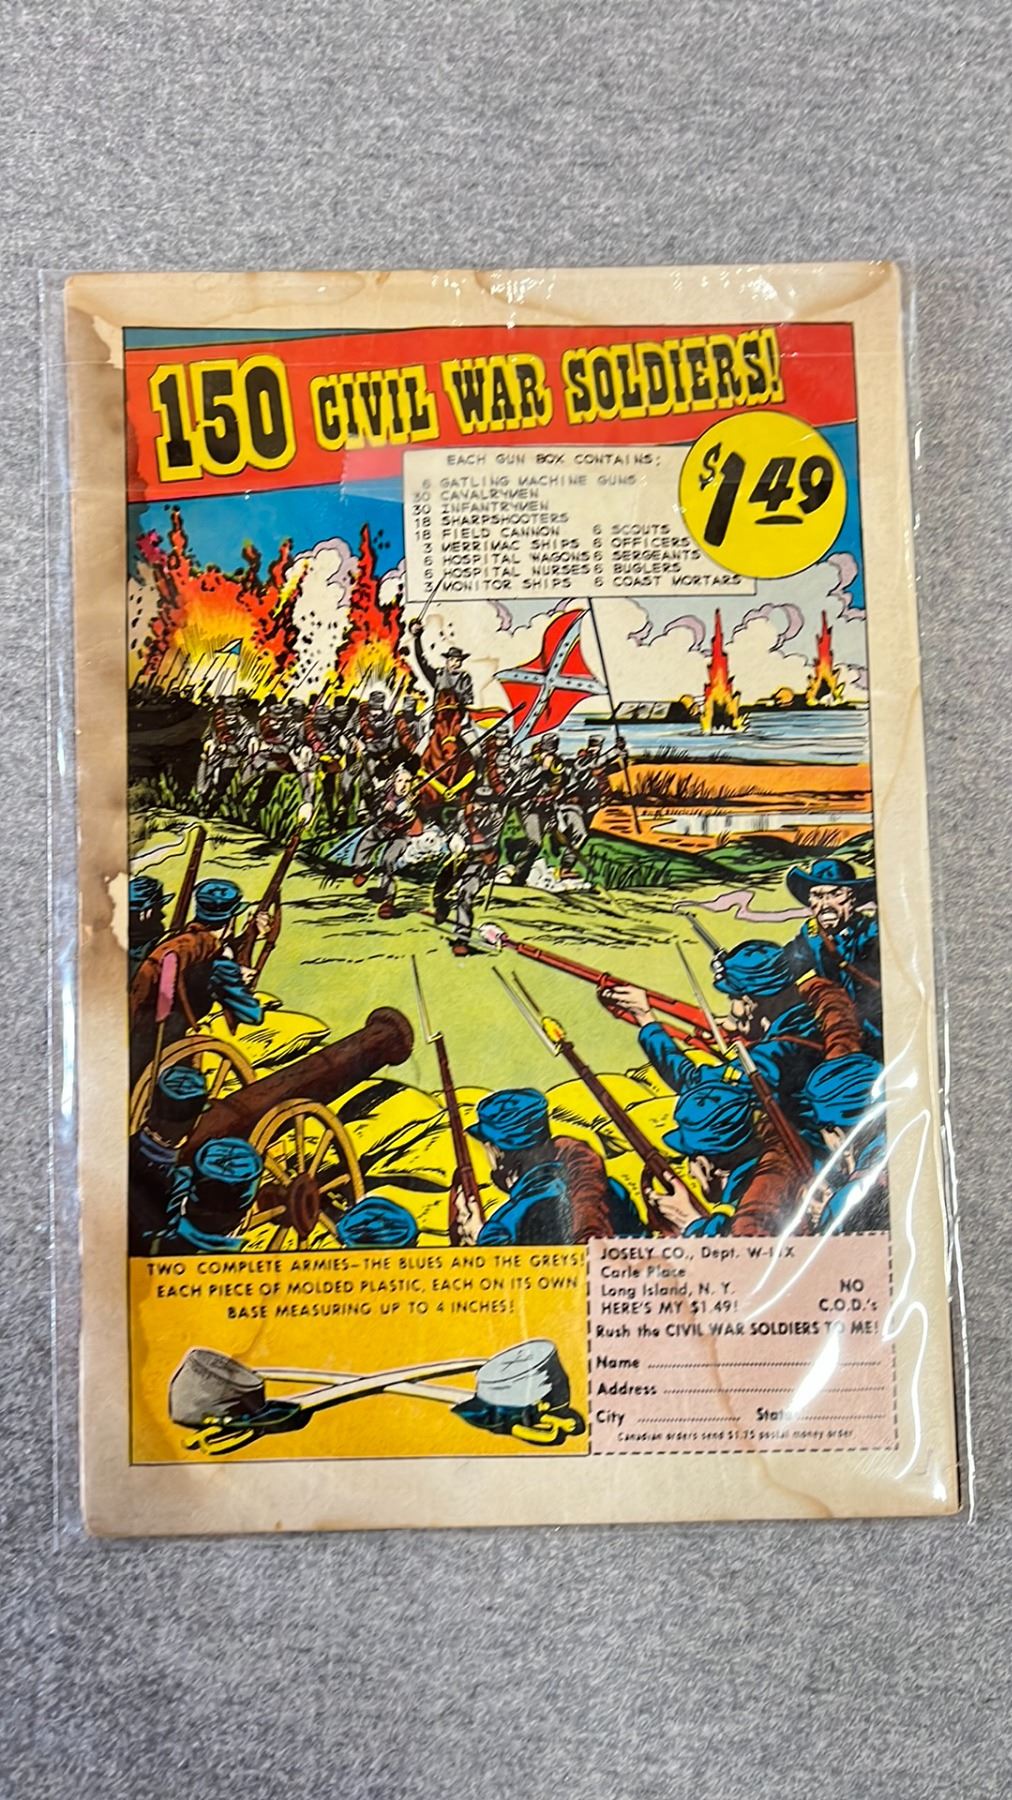 150 CIVIL WAR SOLDIERS!
$1.49
EACH GUN BOX CONTAINS:
6 GATLING MACHINE GUNS
30 CAVALRYMEN
30 INFANTRYMEN
18 SHARPSHOOTERS
18 FIELD CANNON 6 SCOUTS
3 MERRIMAC SHIPS 6 OFFICERS
6 HOSPITAL WAGONS 6 SERGEANTS
6 HOSPITAL NURSES 6 BUGLERS
3 MONITOR SHIPS 6 COAST MORTARS
TWO COMPLETE ARMIES—THE BLUES AND THE GREYS!
EACH PIECE OF MOLDED PLASTIC, EACH ON ITS OWN
BASE MEASURING UP TO 4 INCHES!
JOSELY CO., Dept.
Carle Place
Long Island, N. Y. NO
HERE'S MY $1.49! C.O.D.'s
Rush the CIVIL WAR SOLDIERS TO ME!
Name
Address
City State
Canadian orders send $1.75 postal money order